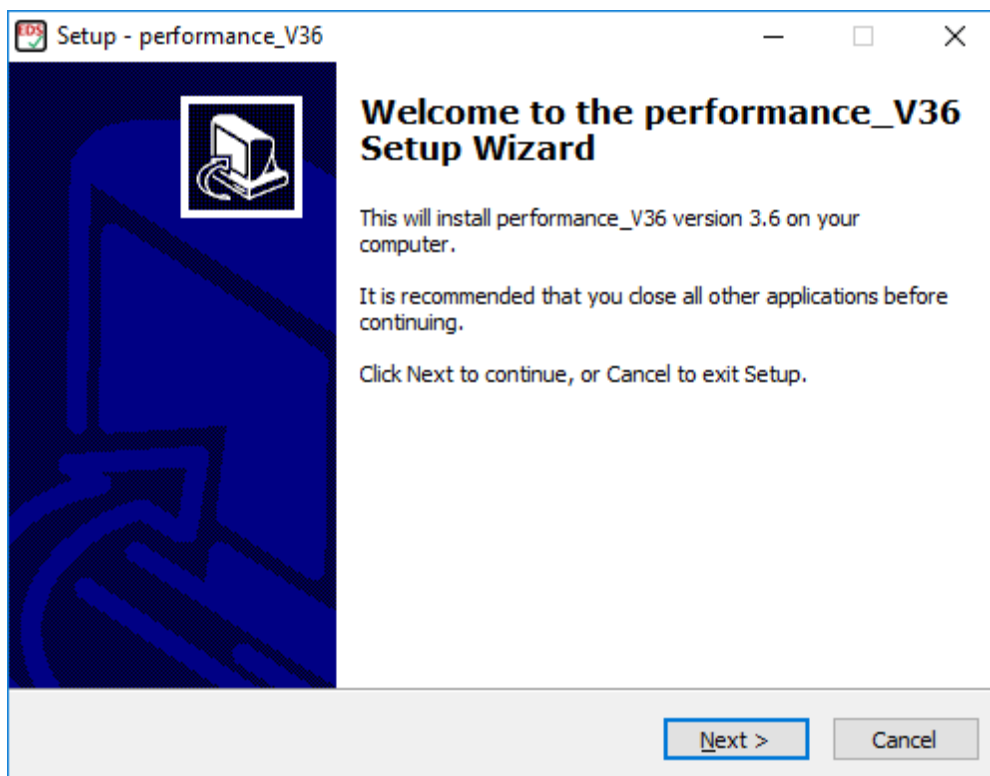 EDS
Setup - performance_V36
Welcome to the performance_V36
Setup Wizard
This will install performance_V36 version 3.6 on your
computer.
It is recommended that you close all other applications before
continuing.
Click Next to continue, or Cancel to exit Setup.
Next >
Cancel